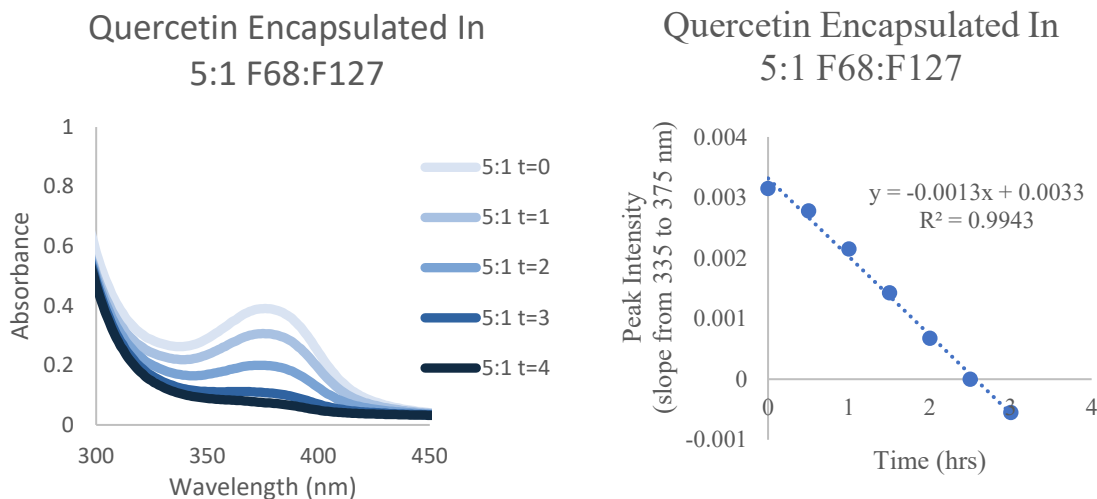 Quercetin Encapsulated In
5:1 F68:F127
1
0.8
0.6
0.4
0.2
0
300
350
400
450
Absorbance
Wavelength (nm)
5:1 t=0
5:1 t=1
5:1 t=2
5:1 t=3
5:1 t=4
Quercetin Encapsulated In
5:1 F68:F127
0.004
0.003
0.002
0.001
0
-0.001
0
1
2
3
4
Peak Intensity
(slope from 335 to 375 nm)
y = -0.0013x + 0.0033
R² = 0.9943
Time (hrs)